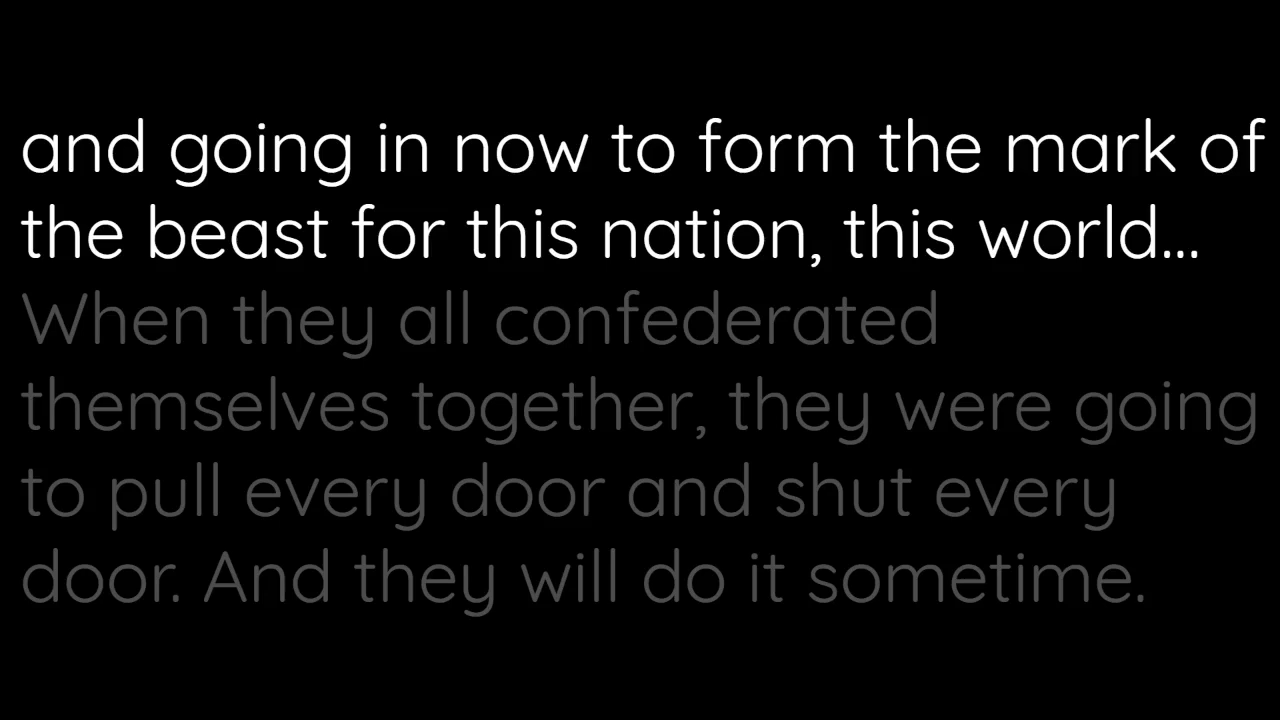 and going in now to form the mark of
the beast for this nation, this world...
When they all confederated
themselves together, they were going
to pull every door and shut every
door. And they will do it sometime.